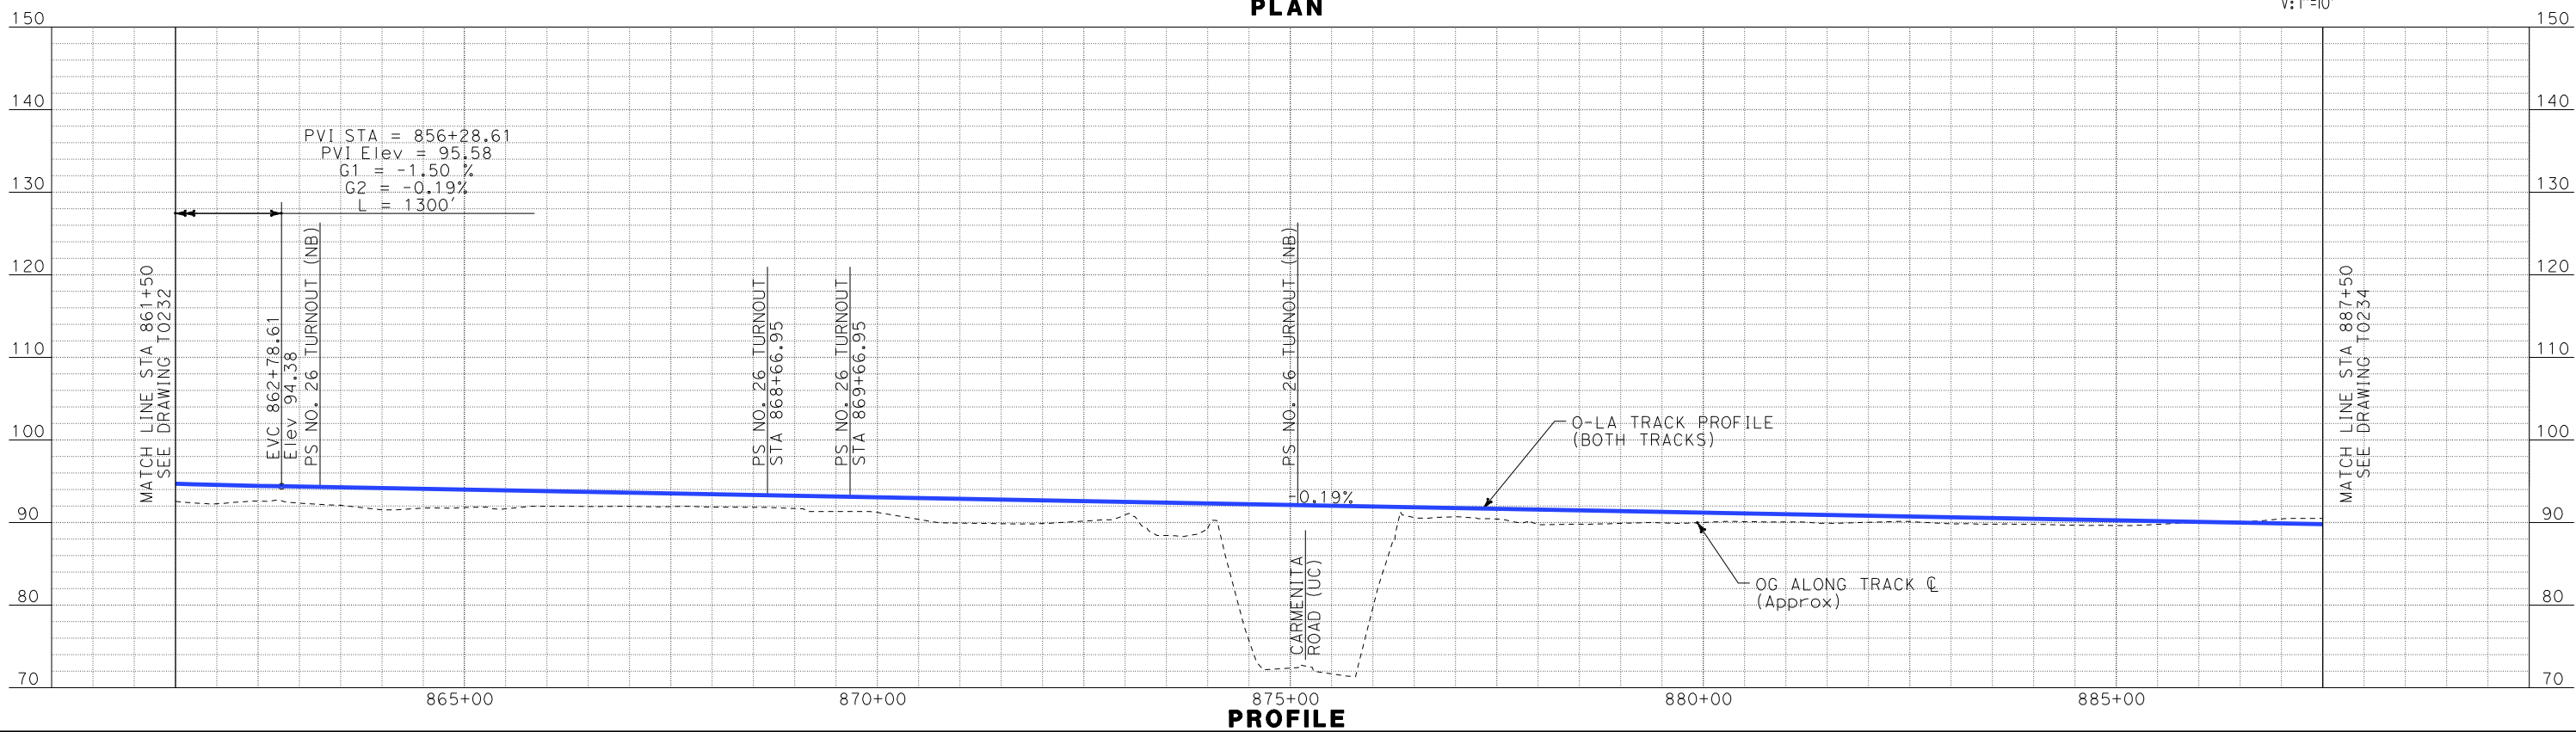 PLAN
V:1"=10'
150
150
140
140
PVI STA = 856+28.61
PVI Elev = 95.58
G1 = -1.50 %
G2 = -0.19%
L = 1300'
130
130
120
120
110
110
100
100
90
90
80
80
70
70
MATCH LINE STA 861+50
SEE DRAWING T0232
EVC 862+78.61
Elev 94.38
PS NO. 26 TURNOUT (NB)
PS NO. 26 TURNOUT
STA 868+66.95
PS NO. 26 TURNOUT
STA 869+66.95
PS NO. 26 TURNOUT (NB)
-0.19%
O-LA TRACK PROFILE
(BOTH TRACKS)
CARMENITA
ROAD (UC)
OG ALONG TRACK ℄
(Approx)
MATCH LINE STA 887+50
SEE DRAWING T0234
865+00
870+00
875+00
880+00
885+00
PROFILE